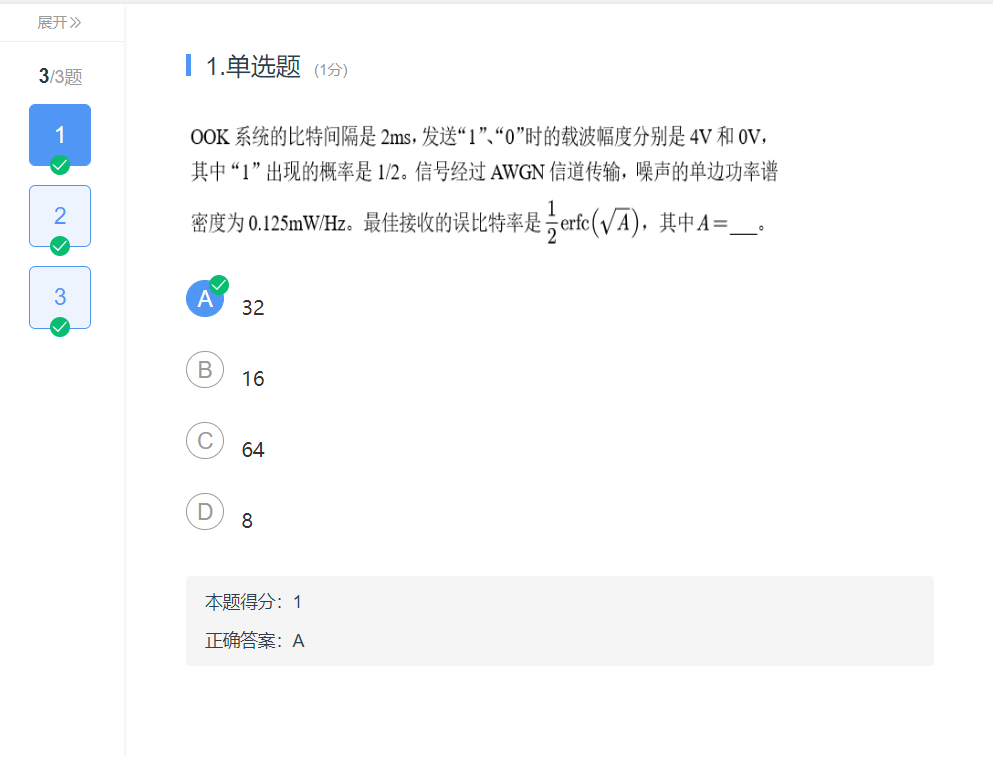 展开>>
3/3题
1
2
3
1.单选题 (1分)
OOK 系统的比特间隔是 2ms，发送“1”、“0”时的载波幅度分别是 4V 和 0V，
其中 “1” 出现的概率是 1/2。信号经过 AWGN 信道传输，噪声的单边功率谱
密度为 0.125mW/Hz。最佳接收的误比特率是 1/2 erfc(√A)，其中 A＝___。
A 32
B 16
C 64
D 8
本题得分：1
正确答案：A